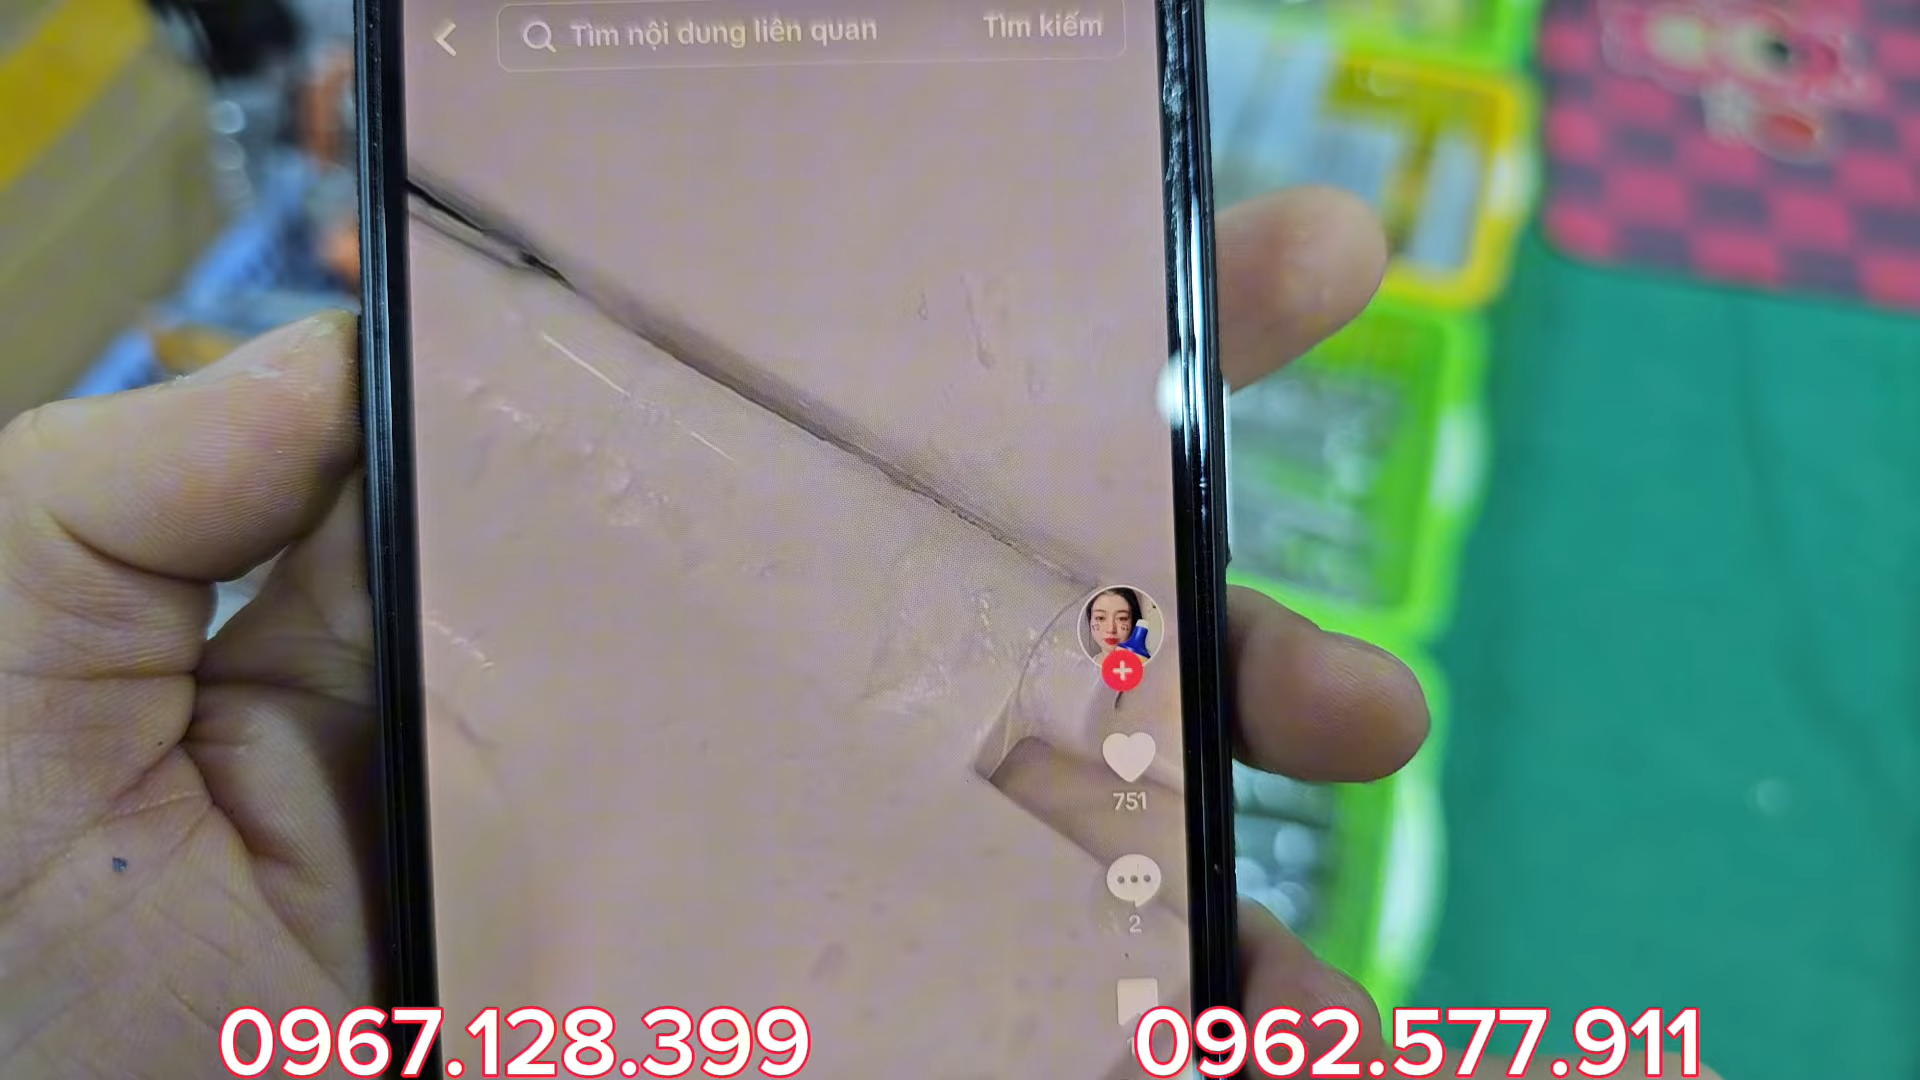 Tìm nội dung liên quan Tìm kiếm
751
2
0967.128.399 0962.577.911